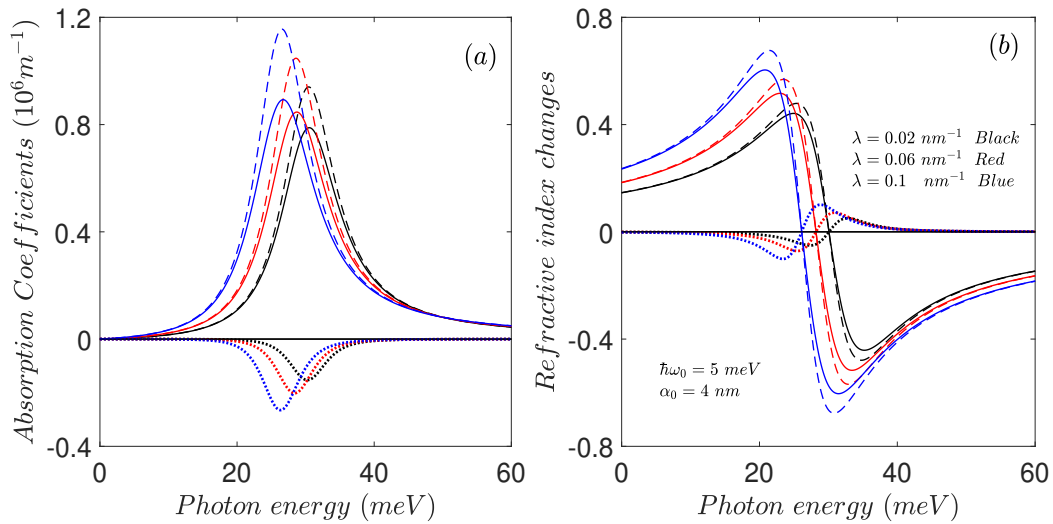 (a)
Absorption Coefficients (10⁶m⁻¹)
1.2
0.8
0.4
0
-0.4
0
20
40
60
Photon energy (meV)
(b)
Refractive index changes
0.8
0.4
0
-0.4
-0.8
λ = 0.02 nm⁻¹ Black
λ = 0.06 nm⁻¹ Red
λ = 0.1 nm⁻¹ Blue
ℏω₀ = 5 meV
α₀ = 4 nm
0
20
40
60
Photon energy (meV)